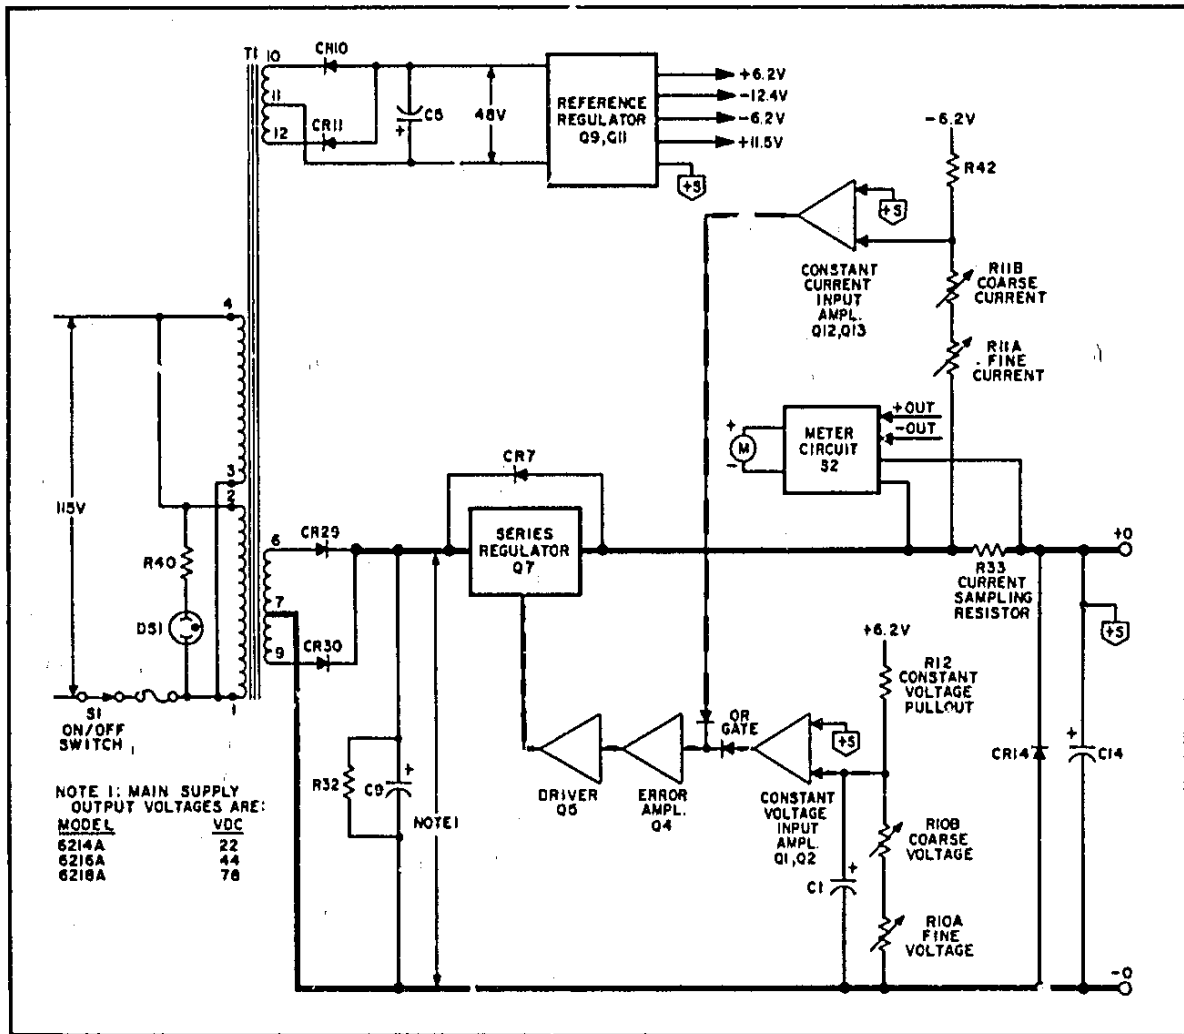 T1
10
11
12
CR10
CR11
C8
+
48V
REFERENCE
REGULATOR
Q9,Q11
+6.2V
-12.4V
-6.2V
+11.5V
+S
-6.2V
R42
+S
CONSTANT
CURRENT
INPUT
AMPL.
Q12,Q13
R11B
COARSE
CURRENT
R11A
FINE
CURRENT
4
3
2
1
115V
R40
DS1
S1
ON/OFF
SWITCH
6
7
9
CR29
CR30
CR7
SERIES
REGULATOR
Q7
+
M
-
METER
CIRCUIT
S2
+OUT
-OUT
R33
CURRENT
SAMPLING
RESISTOR
+O
+S
+6.2V
R12
CONSTANT
VOLTAGE
PULLOUT
OR
GATE
+S
R32
C9
+
NOTE 1
DRIVER
Q5
ERROR
AMPL.
Q4
CONSTANT
VOLTAGE
INPUT
AMPL.
Q1,Q2
C1
+
R10B
COARSE
VOLTAGE
R10A
FINE
VOLTAGE
CR14
+
C14
-O
NOTE 1: MAIN SUPPLY
OUTPUT VOLTAGES ARE:
MODEL VDC
6214A 22
6216A 44
6218A 78